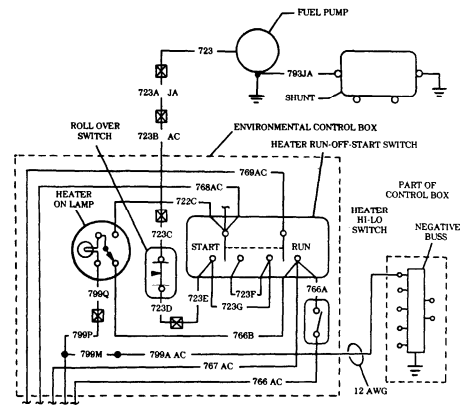 FUEL PUMP
723
793JA
SHUNT
723A JA
723B AC
ROLL OVER
SWITCH
ENVIRONMENTAL CONTROL BOX
HEATER RUN-OFF-START SWITCH
769AC
768AC
722C
HEATER
ON LAMP
HEATER
HI-LO
SWITCH
PART OF
CONTROL BOX
NEGATIVE
BUSS
723C
START
RUN
799Q
723D
723E
723F
723G
766A
799P
766B
799M
799A AC
767 AC
766 AC
12 AWG